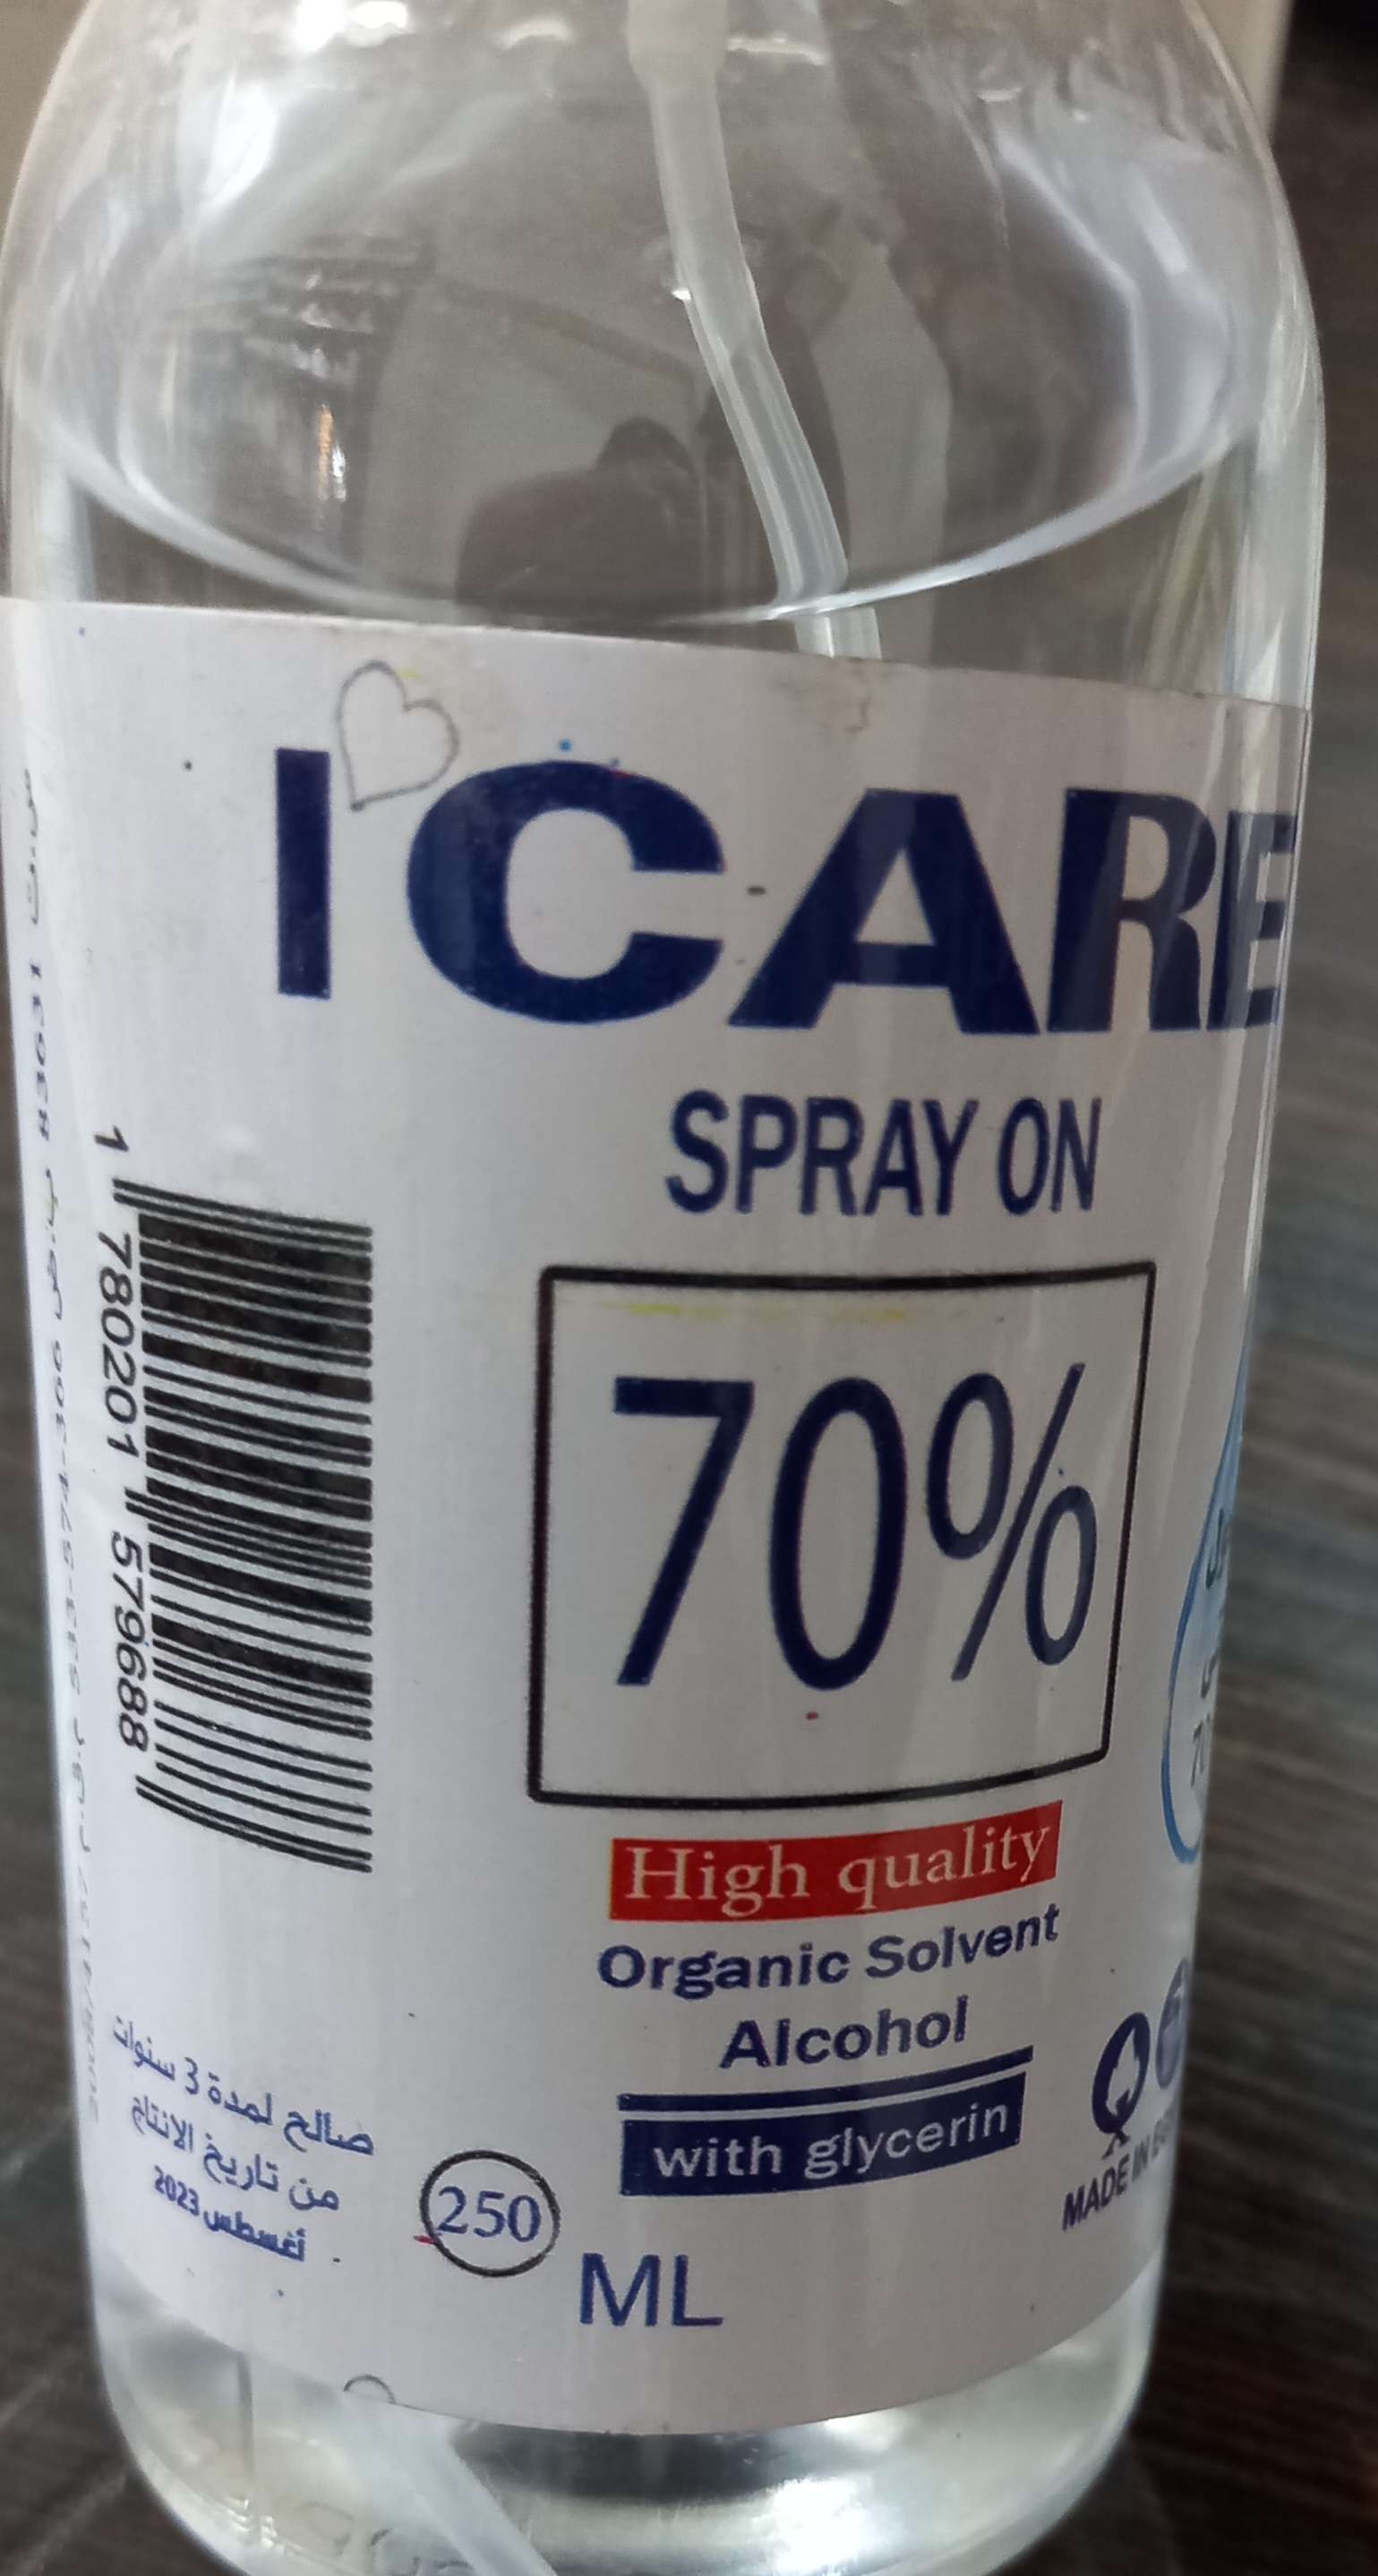 I CARE
SPRAY ON
70%
High quality
Organic Solvent
Alcohol
with glycerin
250
ML
MADE IN
1 780201 579688
صالح لمدة 3 سنوات
من تاريخ الانتاج
أغسطس 2023